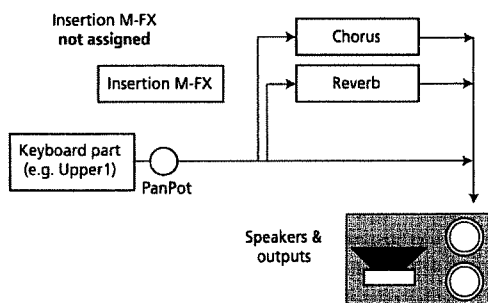 Insertion M-FX
not assigned
Chorus
Insertion M-FX
Reverb
Keyboard part
(e.g. Upper1)
PanPot
Speakers &
outputs